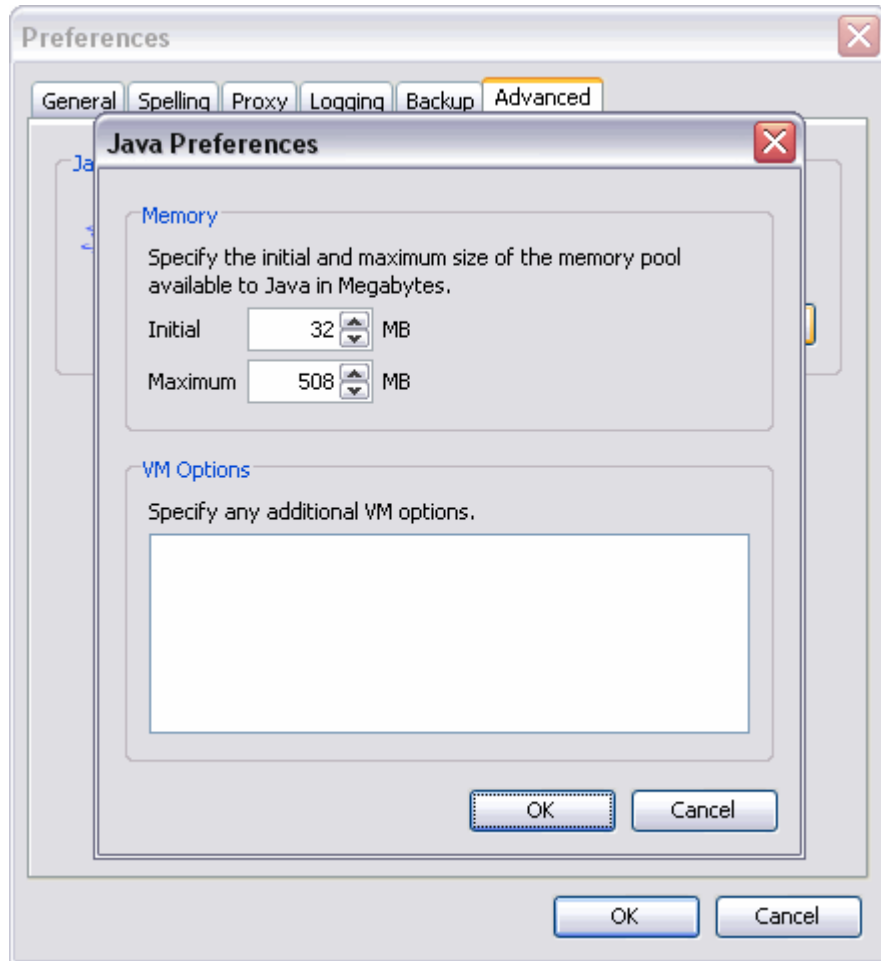 Preferences
General Spelling Proxy Logging Backup Advanced
Ja
Java Preferences
Memory
Specify the initial and maximum size of the memory pool
available to Java in Megabytes.
Initial 32 MB
Maximum 508 MB
VM Options
Specify any additional VM options.
OK Cancel
OK Cancel